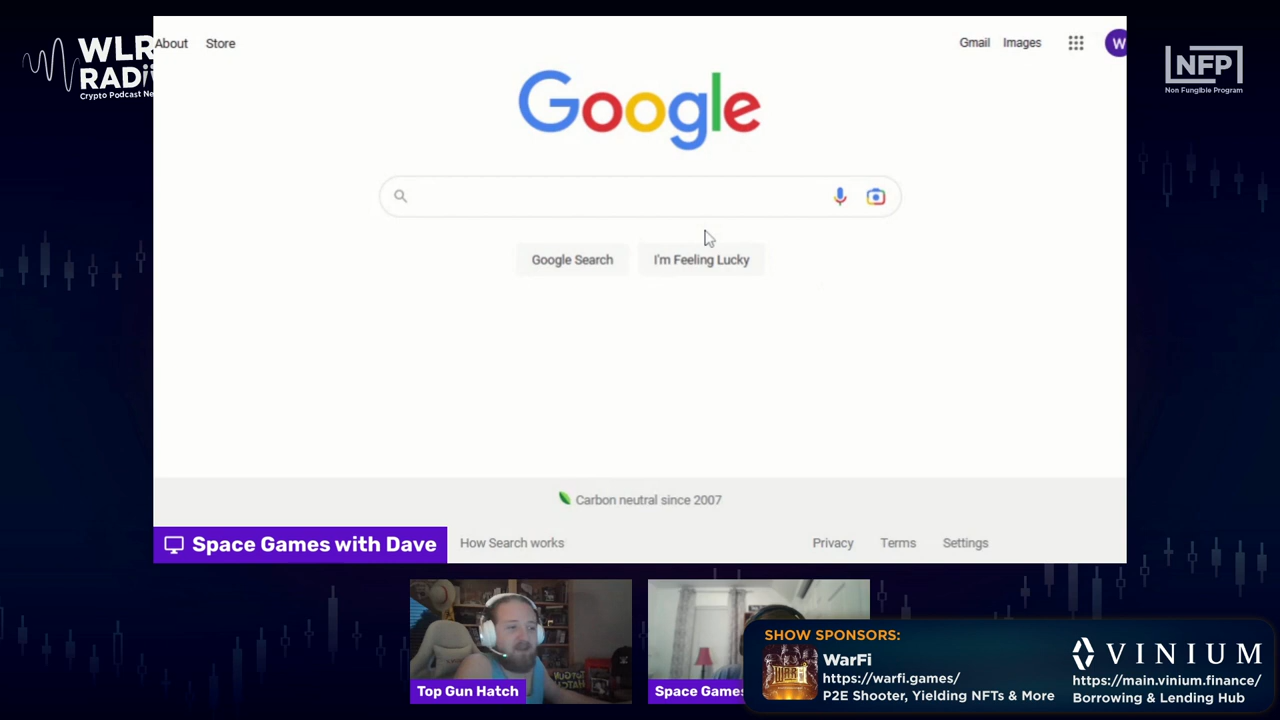 WLR
RADi
Crypto Podcast Ne
About Store
Gmail Images
W
NFP
Non Fungible Program
Google
Google Search I'm Feeling Lucky
Carbon neutral since 2007
Space Games with Dave
How Search works
Privacy Terms Settings
Top Gun Hatch
Space Games
SHOW SPONSORS:
WarFi
https://warfi.games/
P2E Shooter, Yielding NFTs & More
VINIUM
https://main.vinium.finance/
Borrowing & Lending Hub